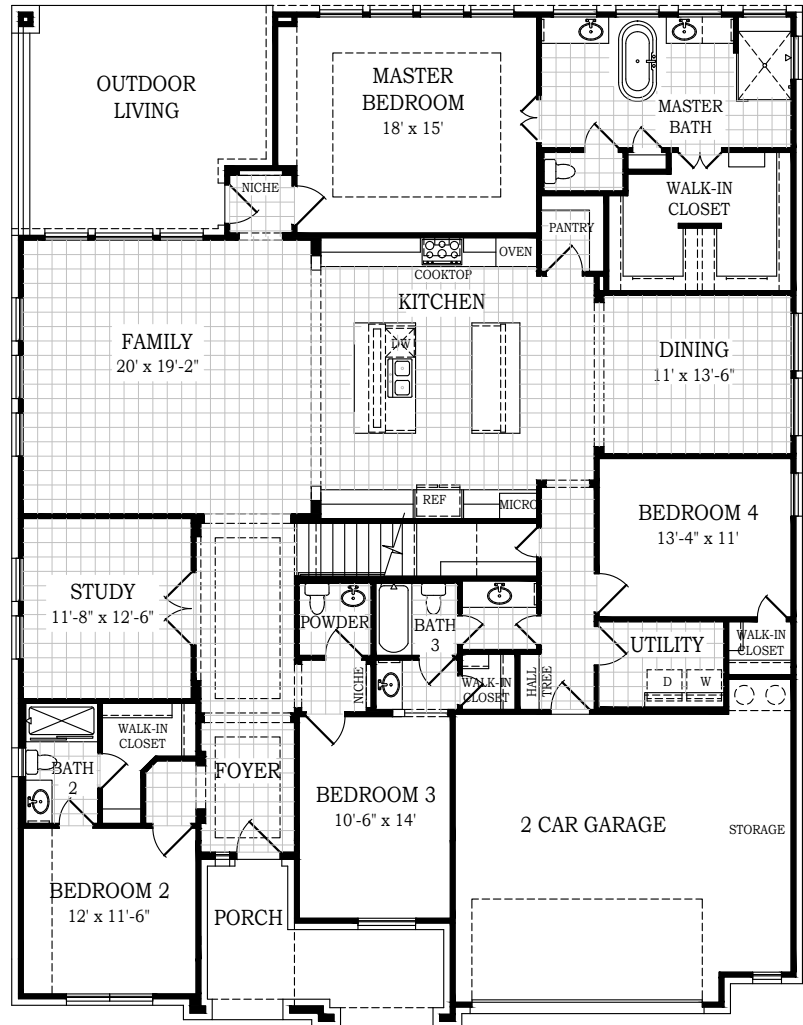 OUTDOOR
LIVING
MASTER
BEDROOM
18' x 15'
MASTER
BATH
NICHE
WALK-IN
CLOSET
PANTRY
OVEN
COOKTOP
KITCHEN
FAMILY
20' x 19'-2"
DW
DINING
11' x 13'-6"
REF
MICRO
BEDROOM 4
13'-4" x 11'
STUDY
11'-8" x 12'-6"
POWDER
BATH
3
UTILITY
WALK-IN
CLOSET
D
W
NICHE
WALK-IN
CLOSET
HALL
TREE
WALK-IN
CLOSET
BATH
2
FOYER
BEDROOM 3
10'-6" x 14'
2 CAR GARAGE
STORAGE
BEDROOM 2
12' x 11'-6"
PORCH